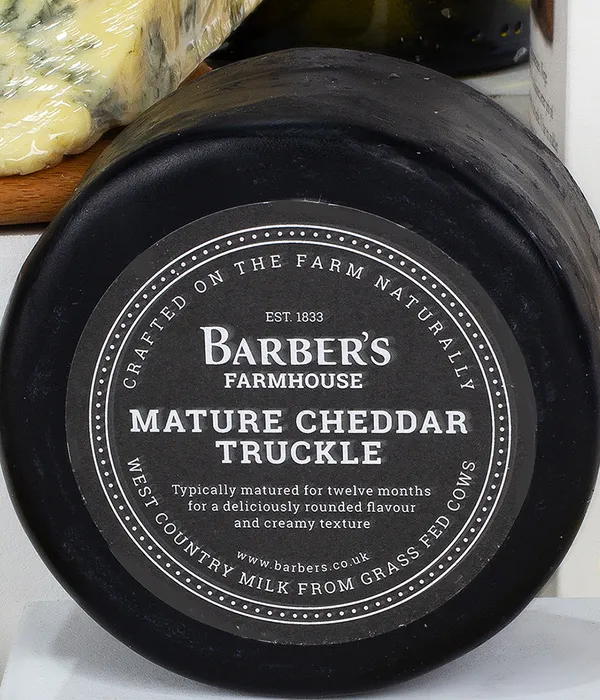 CRAFTED ON THE FARM NATURALLY
EST. 1833
BARBER'S
FARMHOUSE
MATURE CHEDDAR
TRUCKLE
Typically matured for twelve months
for a deliciously rounded flavour
and creamy texture
www.barbers.co.uk
WEST COUNTRY MILK FROM GRASS FED COWS